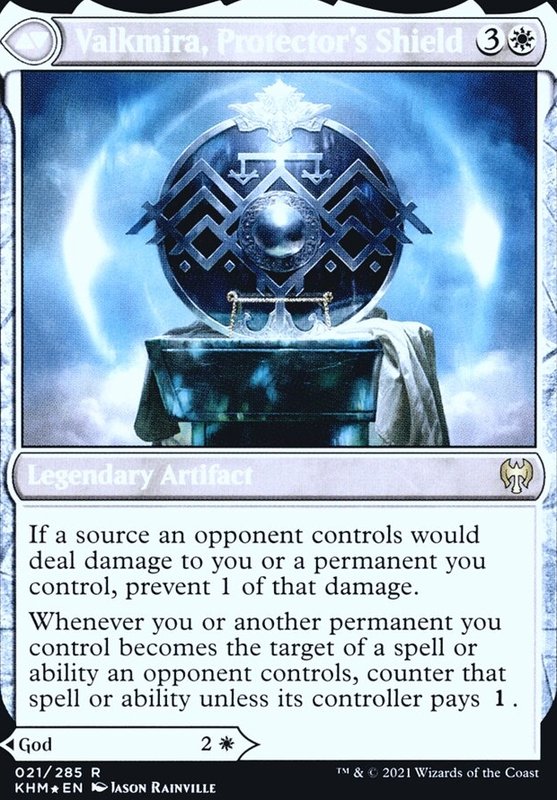 Valkmira, Protector's Shield 3
Legendary Artifact
If a source an opponent controls would
deal damage to you or a permanent you
control, prevent 1 of that damage.
Whenever you or another permanent you
control becomes the target of a spell or
ability an opponent controls, counter that
spell or ability unless its controller pays 1.
God 2
021/285 R
KHM★EN Jason Rainville
™ & © 2021 Wizards of the Coast